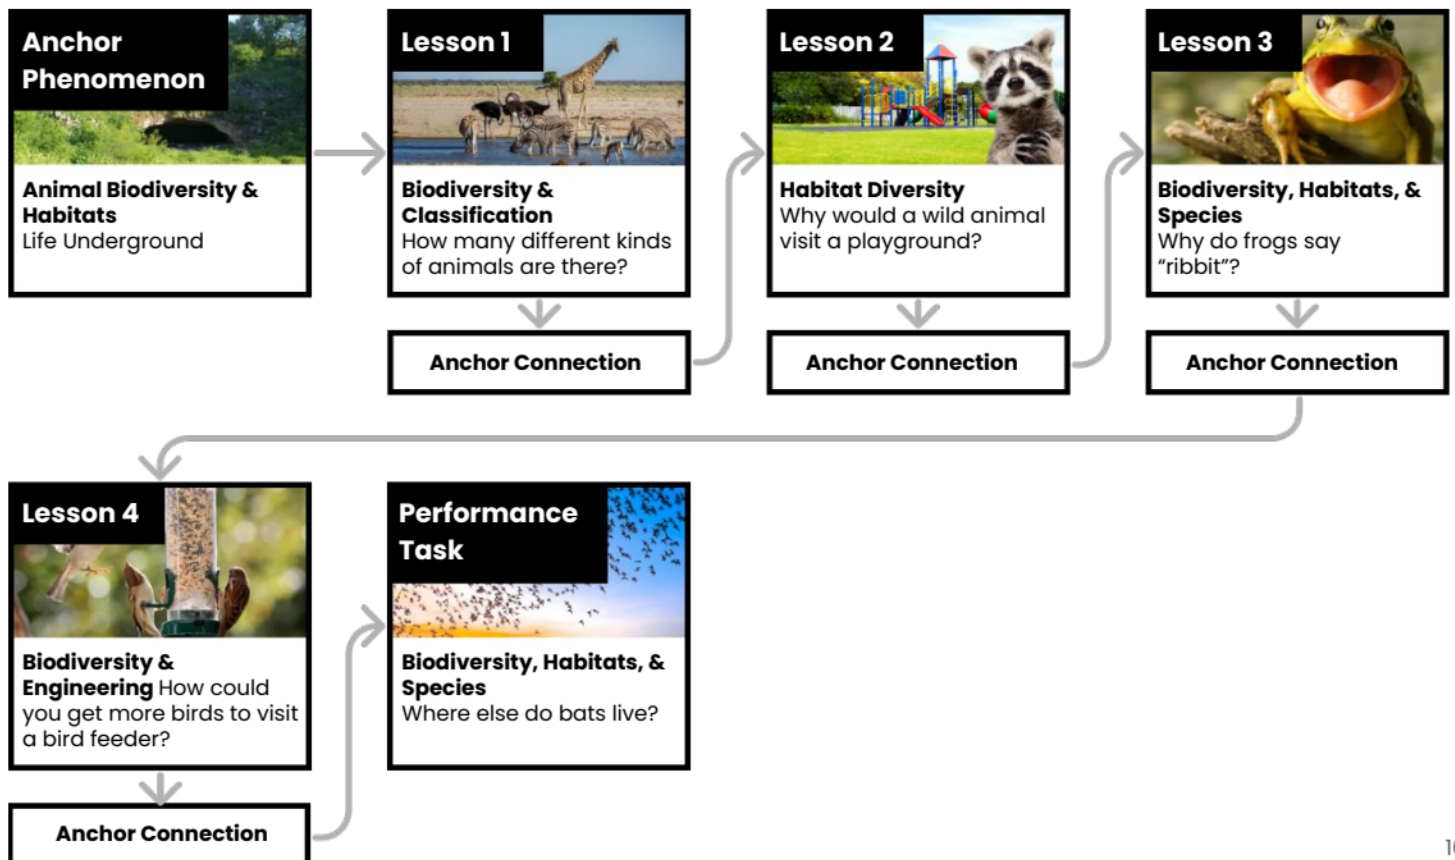 Anchor
Phenomenon
Animal Biodiversity &
Habitats
Life Underground
Lesson 1
Biodiversity &
Classification
How many different kinds
of animals are there?
Anchor Connection
Lesson 2
Habitat Diversity
Why would a wild animal
visit a playground?
Anchor Connection
Lesson 3
Biodiversity, Habitats, &
Species
Why do frogs say
“ribbit”?
Anchor Connection
Lesson 4
Biodiversity &
Engineering How could
you get more birds to visit
a bird feeder?
Anchor Connection
Performance
Task
Biodiversity, Habitats, &
Species
Where else do bats live?